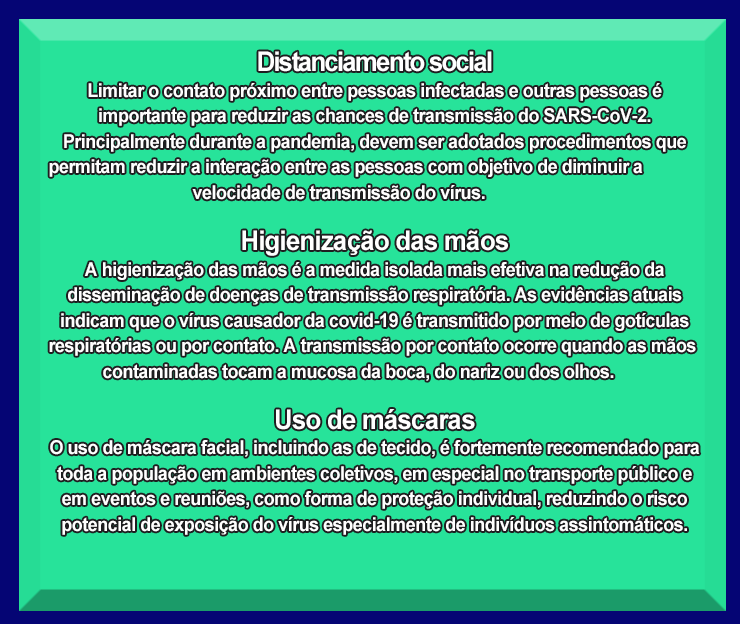 Distanciamento social
Limitar o contato próximo entre pessoas infectadas e outras pessoas é
importante para reduzir as chances de transmissão do SARS-CoV-2.
Principalmente durante a pandemia, devem ser adotados procedimentos que
permitam reduzir a interação entre as pessoas com objetivo de diminuir a
velocidade de transmissão do vírus.
Higienização das mãos
A higienização das mãos é a medida isolada mais efetiva na redução da
disseminação de doenças de transmissão respiratória. As evidências atuais
indicam que o vírus causador da covid-19 é transmitido por meio de gotículas
respiratórias ou por contato. A transmissão por contato ocorre quando as mãos
contaminadas tocam a mucosa da boca, do nariz ou dos olhos.
Uso de máscaras
O uso de máscara facial, incluindo as de tecido, é fortemente recomendado para
toda a população em ambientes coletivos, em especial no transporte público e
em eventos e reuniões, como forma de proteção individual, reduzindo o risco
potencial de exposição do vírus especialmente de indivíduos assintomáticos.